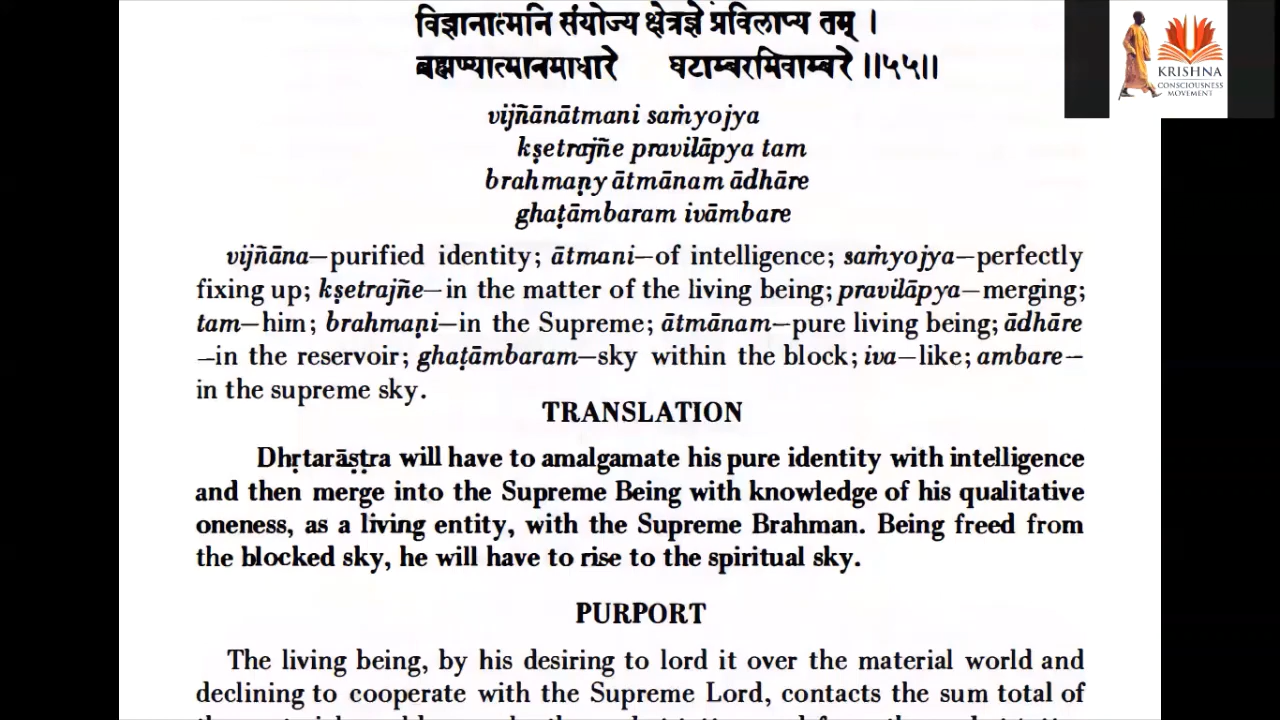 विज्ञानात्मनि संयोज्य क्षेत्रज्ञे प्रविलाप्य तम् ।
ब्रह्मण्यात्मानमाधारे घटाम्बरमिवाम्बरे ॥५५॥
vijñānātmani saṁyojya
kṣetrajñe pravilāpya tam
brahmaṇy ātmānam ādhāre
ghaṭāmbaram ivāmbare
vijñāna—purified identity; ātmani—of intelligence; saṁyojya—perfectly
fixing up; kṣetrajñe—in the matter of the living being; pravilāpya—merging;
tam—him; brahmaṇi—in the Supreme; ātmānam—pure living being; ādhāre
—in the reservoir; ghaṭāmbaram—sky within the block; iva—like; ambare—
in the supreme sky.
TRANSLATION
Dhṛtarāṣṭra will have to amalgamate his pure identity with intelligence
and then merge into the Supreme Being with knowledge of his qualitative
oneness, as a living entity, with the Supreme Brahman. Being freed from
the blocked sky, he will have to rise to the spiritual sky.
PURPORT
The living being, by his desiring to lord it over the material world and
declining to cooperate with the Supreme Lord, contacts the sum total of
KRISHNA
CONSCIOUSNESS
MOVEMENT